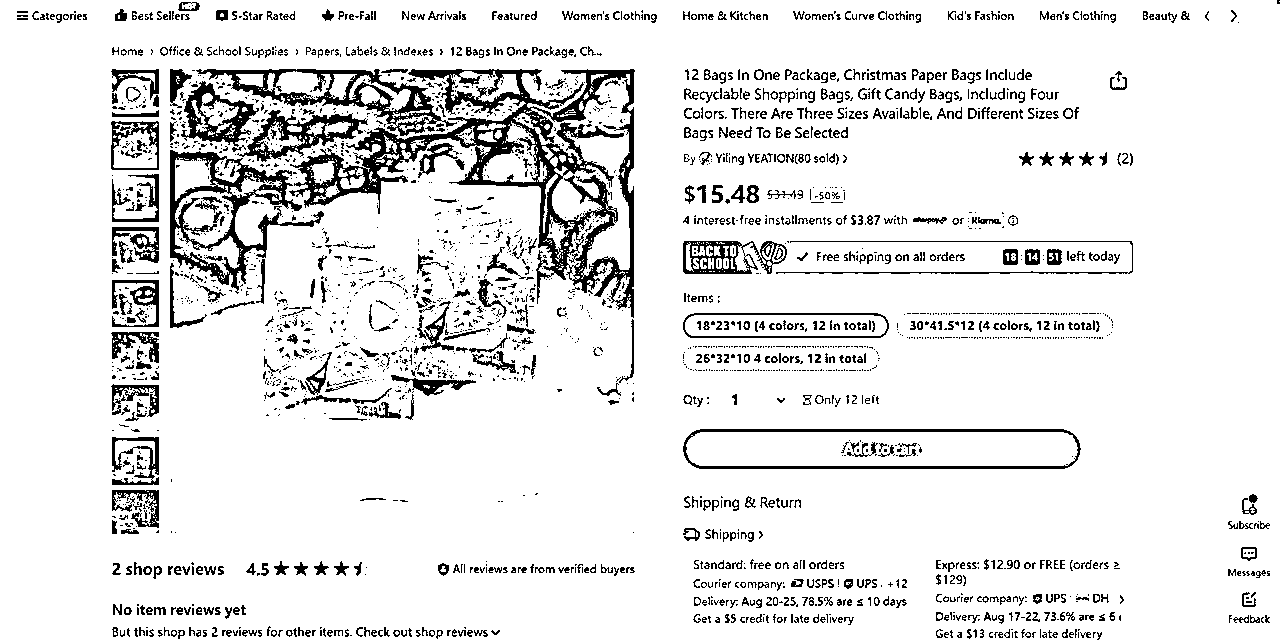 Categories
HOT
Best Sellers
5-Star Rated
Pre-Fall
New Arrivals
Featured
Women's Clothing
Home & Kitchen
Women's Curve Clothing
Kid's Fashion
Men's Clothing
Beauty &
Home › Office & School Supplies › Papers, Labels & Indexes › 12 Bags In One Package, Ch...
12 Bags In One Package, Christmas Paper Bags Include
Recyclable Shopping Bags, Gift Candy Bags, Including Four
Colors. There Are Three Sizes Available, And Different Sizes Of
Bags Need To Be Selected
By Yiling YEATION(80 sold) ›
(2)
$15.48 $31.49 -50%
4 interest-free installments of $3.87 with or Klarna.
BACK TO
SCHOOL
Free shipping on all orders
18 14 51 left today
Items :
18*23*10 (4 colors, 12 in total)
30*41.5*12 (4 colors, 12 in total)
26*32*10 4 colors, 12 in total
Qty : 1
Only 12 left
Add to cart
Shipping & Return
Shipping ›
Standard: free on all orders
Courier company: USPS UPS , +12
Delivery: Aug 20-25, 78.5% are ≤ 10 days
Get a $5 credit for late delivery
Express: $12.90 or FREE (orders ≥
$129)
Courier company: UPS DH
Delivery: Aug 17-22, 73.6% are ≤ 6
Get a $13 credit for late delivery
2 shop reviews
4.5
All reviews are from verified buyers
No item reviews yet
But this shop has 2 reviews for other items. Check out shop reviews
Subscribe
Messages
Feedback